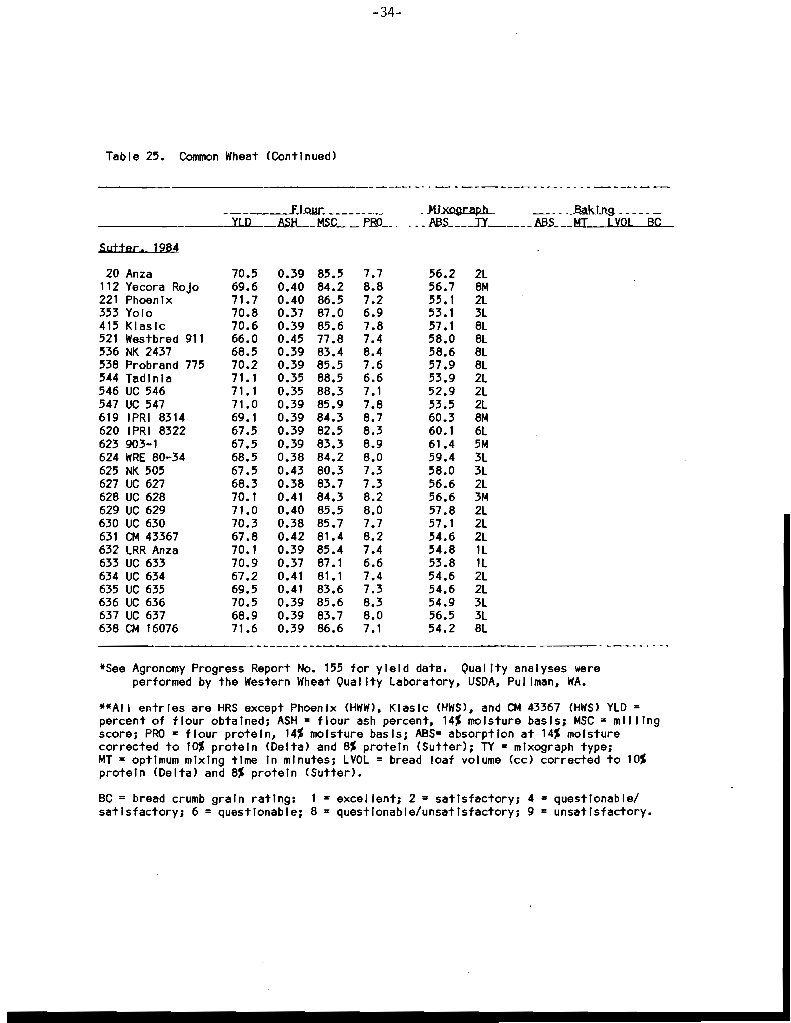 -34-
Table 25. Common Wheat (Continued)
Flour Mixograph Baking
YLD ASH MSC PRO ABS TY ABS MT LVOL BC
Sutter, 1984
20 Anza 70.5 0.39 85.5 7.7 56.2 2L
112 Yecora Rojo 69.6 0.40 84.2 8.8 56.7 8M
221 Phoenix 71.7 0.40 86.5 7.2 55.1 2L
353 Yolo 70.8 0.37 87.0 6.9 53.1 3L
415 Klasic 70.6 0.39 85.6 7.8 57.1 8L
521 Westbred 911 66.0 0.45 77.8 7.4 58.0 8L
536 NK 2437 68.5 0.39 83.4 8.4 58.6 8L
538 Probrand 775 70.2 0.39 85.5 7.6 57.9 8L
544 Tadinia 71.1 0.35 88.5 6.6 53.9 2L
546 UC 546 71.1 0.35 88.3 7.1 52.9 2L
547 UC 547 71.0 0.39 85.9 7.8 53.5 2L
619 IPRI 8314 69.1 0.39 84.3 8.7 60.3 8M
620 IPRI 8322 67.5 0.39 82.5 8.3 60.1 6L
623 903-1 67.5 0.39 83.3 8.9 61.4 5M
624 WRE 80-34 68.5 0.38 84.2 8.0 59.4 3L
625 NK 505 67.5 0.43 80.3 7.3 58.0 3L
627 UC 627 68.3 0.38 83.7 7.3 56.6 2L
628 UC 628 70.1 0.41 84.3 8.2 56.6 3M
629 UC 629 71.0 0.40 85.5 8.0 57.8 2L
630 UC 630 70.3 0.38 85.7 7.7 57.1 2L
631 CM 43367 67.8 0.42 81.4 8.2 54.6 2L
632 LRR Anza 70.1 0.39 85.4 7.4 54.8 1L
633 UC 633 70.9 0.37 87.1 6.6 53.8 1L
634 UC 634 67.2 0.41 81.1 7.4 54.6 2L
635 UC 635 69.5 0.41 83.6 7.3 54.6 2L
636 UC 636 70.5 0.39 85.6 8.3 54.9 3L
637 UC 637 68.9 0.39 83.7 8.0 56.5 3L
638 CM 16076 71.6 0.39 86.6 7.1 54.2 8L
*See Agronomy Progress Report No. 155 for yield data. Quality analyses were
performed by the Western Wheat Quality Laboratory, USDA, Pullman, WA.
**All entries are HRS except Phoenix (HWW), Klasic (HWS), and CM 43367 (HWS) YLD =
percent of flour obtained; ASH = flour ash percent, 14% moisture basis; MSC = milling
score; PRO = flour protein, 14% moisture basis; ABS= absorption at 14% moisture
corrected to 10% protein (Delta) and 8% protein (Sutter); TY = mixograph type;
MT = optimum mixing time in minutes; LVOL = bread loaf volume (cc) corrected to 10%
protein (Delta) and 8% protein (Sutter).
BC = bread crumb grain rating: 1 = excellent; 2 = satisfactory; 4 = questionable/
satisfactory; 6 = questionable; 8 = questionable/unsatisfactory; 9 = unsatisfactory.